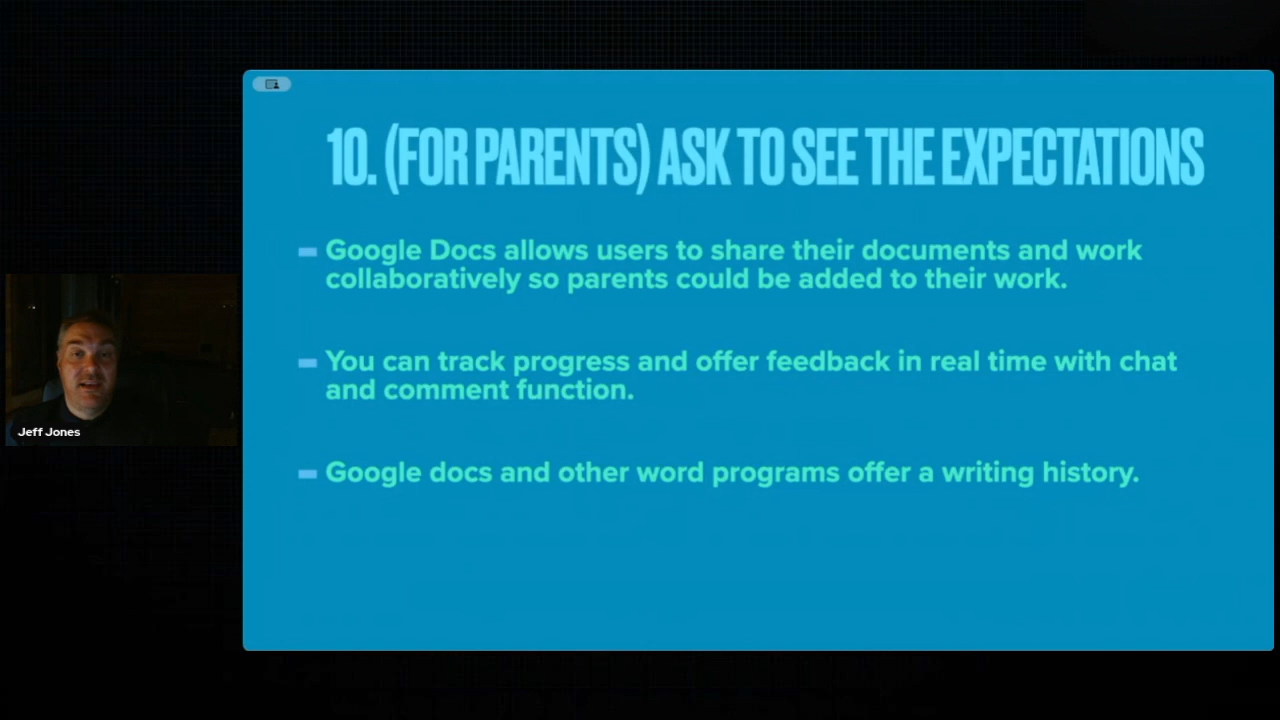 10. (FOR PARENTS) ASK TO SEE THE EXPECTATIONS
Google Docs allows users to share their documents and work
collaboratively so parents could be added to their work.
You can track progress and offer feedback in real time with chat
and comment function.
Google docs and other word programs offer a writing history.
Jeff Jones